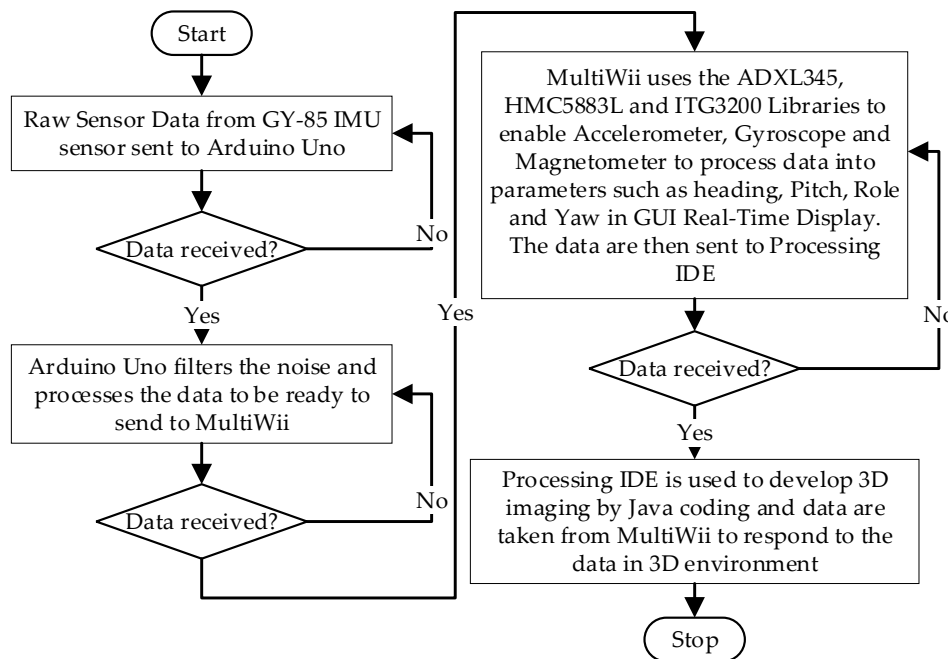 Start
Raw Sensor Data from GY-85 IMU
sensor sent to Arduino Uno
Data received?
No
Yes
Arduino Uno filters the noise and
processes the data to be ready to
send to MultiWii
Data received?
No
Yes
MultiWii uses the ADXL345,
HMC5883L and ITG3200 Libraries to
enable Accelerometer, Gyroscope and
Magnetometer to process data into
parameters such as heading, Pitch, Role
and Yaw in GUI Real-Time Display.
The data are then sent to Processing
IDE
Data received?
No
Yes
Processing IDE is used to develop 3D
imaging by Java coding and data are
taken from MultiWii to respond to the
data in 3D environment
Stop